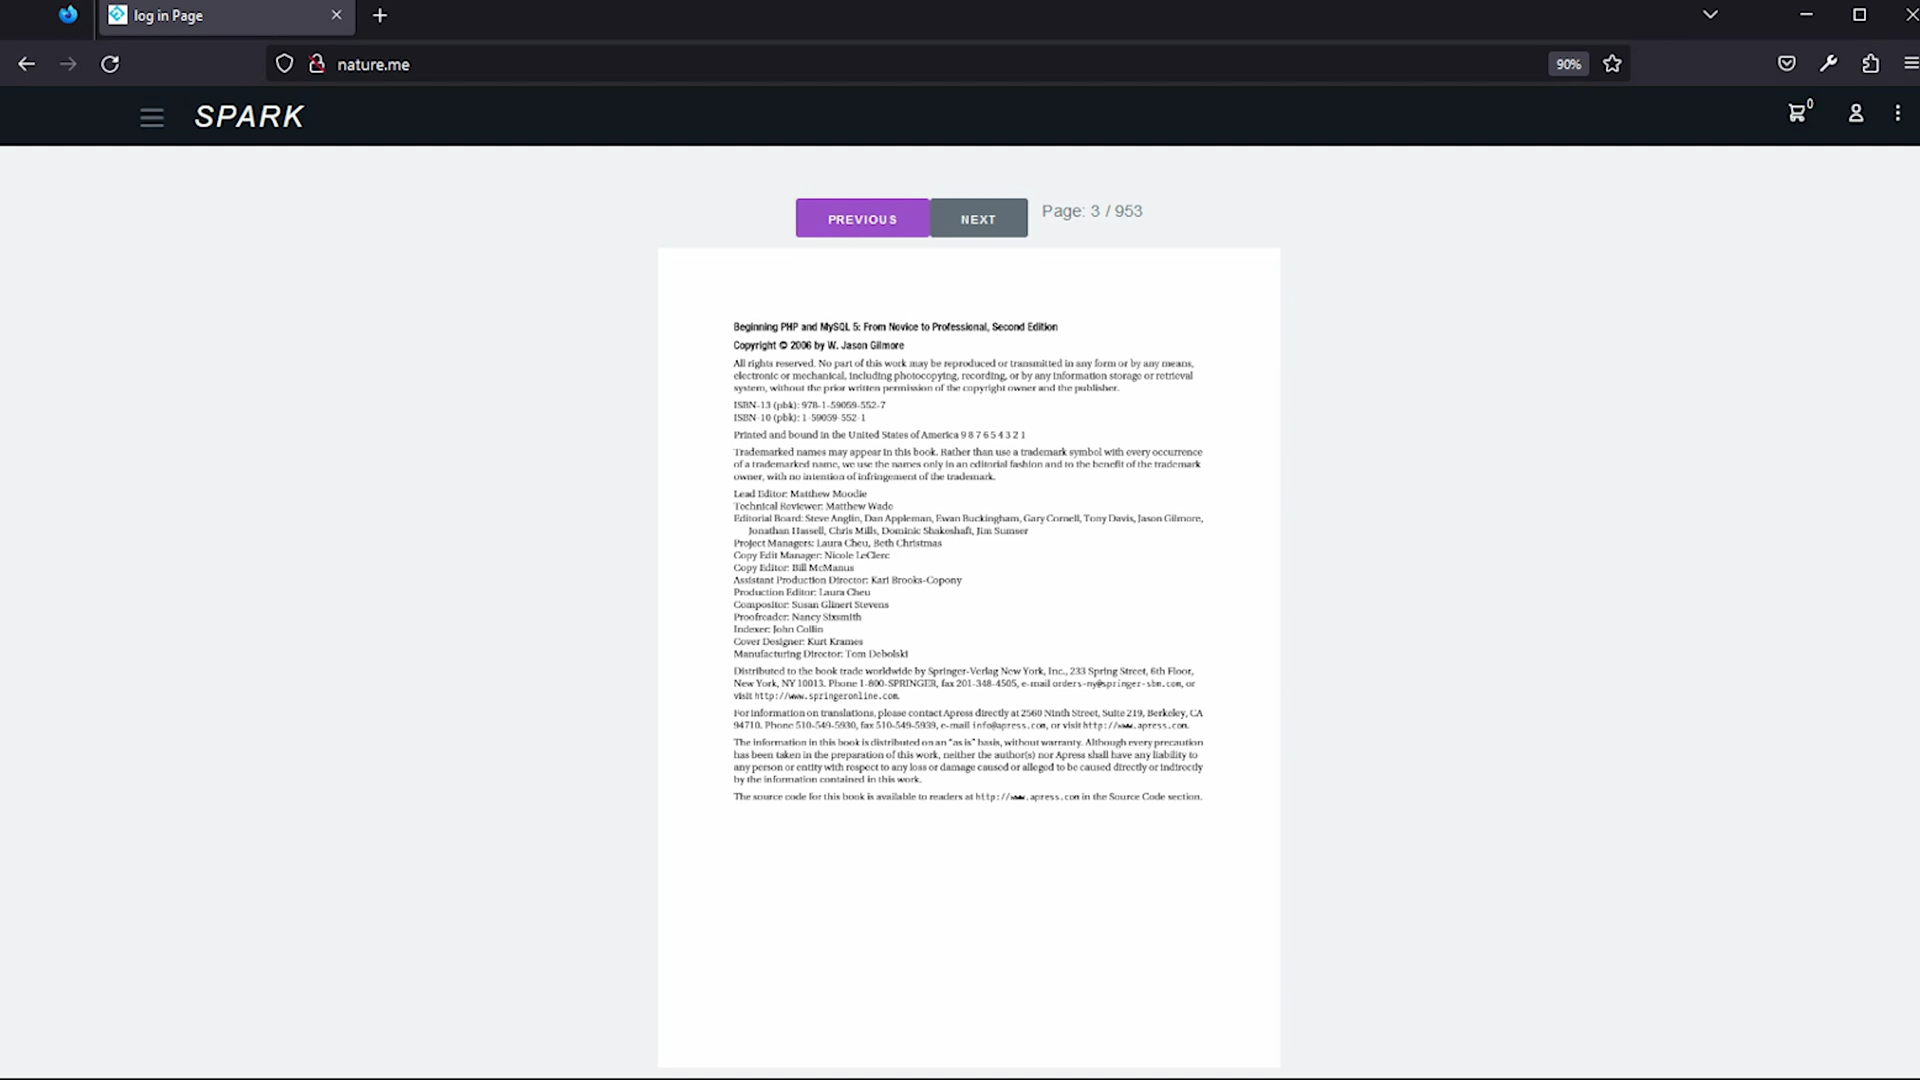 log in Page
nature.me
90%
SPARK
0
PREVIOUS
NEXT
Page: 3 / 953
Beginning PHP and MySQL 5: From Novice to Professional, Second Edition
Copyright © 2006 by W. Jason Gilmore
All rights reserved. No part of this work may be reproduced or transmitted in any form or by any means,
electronic or mechanical, including photocopying, recording, or by any information storage or retrieval
system, without the prior written permission of the copyright owner and the publisher.
ISBN-13 (pbk): 978-1-59059-552-7
ISBN-10 (pbk): 1-59059-552-1
Printed and bound in the United States of America 9 8 7 6 5 4 3 2 1
Trademarked names may appear in this book. Rather than use a trademark symbol with every occurrence
of a trademarked name, we use the names only in an editorial fashion and to the benefit of the trademark
owner, with no intention of infringement of the trademark.
Lead Editor: Matthew Moodie
Technical Reviewer: Matthew Wade
Editorial Board: Steve Anglin, Dan Appleman, Ewan Buckingham, Gary Cornell, Tony Davis, Jason Gilmore,
Jonathan Hassell, Chris Mills, Dominic Shakeshaft, Jim Sumser
Project Managers: Laura Cheu, Beth Christmas
Copy Edit Manager: Nicole LeClerc
Copy Editor: Bill McManus
Assistant Production Director: Kari Brooks-Copony
Production Editor: Laura Cheu
Compositor: Susan Glinert Stevens
Proofreader: Nancy Sixsmith
Indexer: John Collin
Cover Designer: Kurt Krames
Manufacturing Director: Tom Debolski
Distributed to the book trade worldwide by Springer-Verlag New York, Inc., 233 Spring Street, 6th Floor,
New York, NY 10013. Phone 1-800-SPRINGER, fax 201-348-4505, e-mail orders-ny@springer-sbm.com, or
visit http://www.springeronline.com.
For information on translations, please contact Apress directly at 2560 Ninth Street, Suite 219, Berkeley, CA
94710. Phone 510-549-5930, fax 510-549-5939, e-mail info@apress.com, or visit http://www.apress.com.
The information in this book is distributed on an "as is" basis, without warranty. Although every precaution
has been taken in the preparation of this work, neither the author(s) nor Apress shall have any liability to
any person or entity with respect to any loss or damage caused or alleged to be caused directly or indirectly
by the information contained in this work.
The source code for this book is available to readers at http://www.apress.com in the Source Code section.